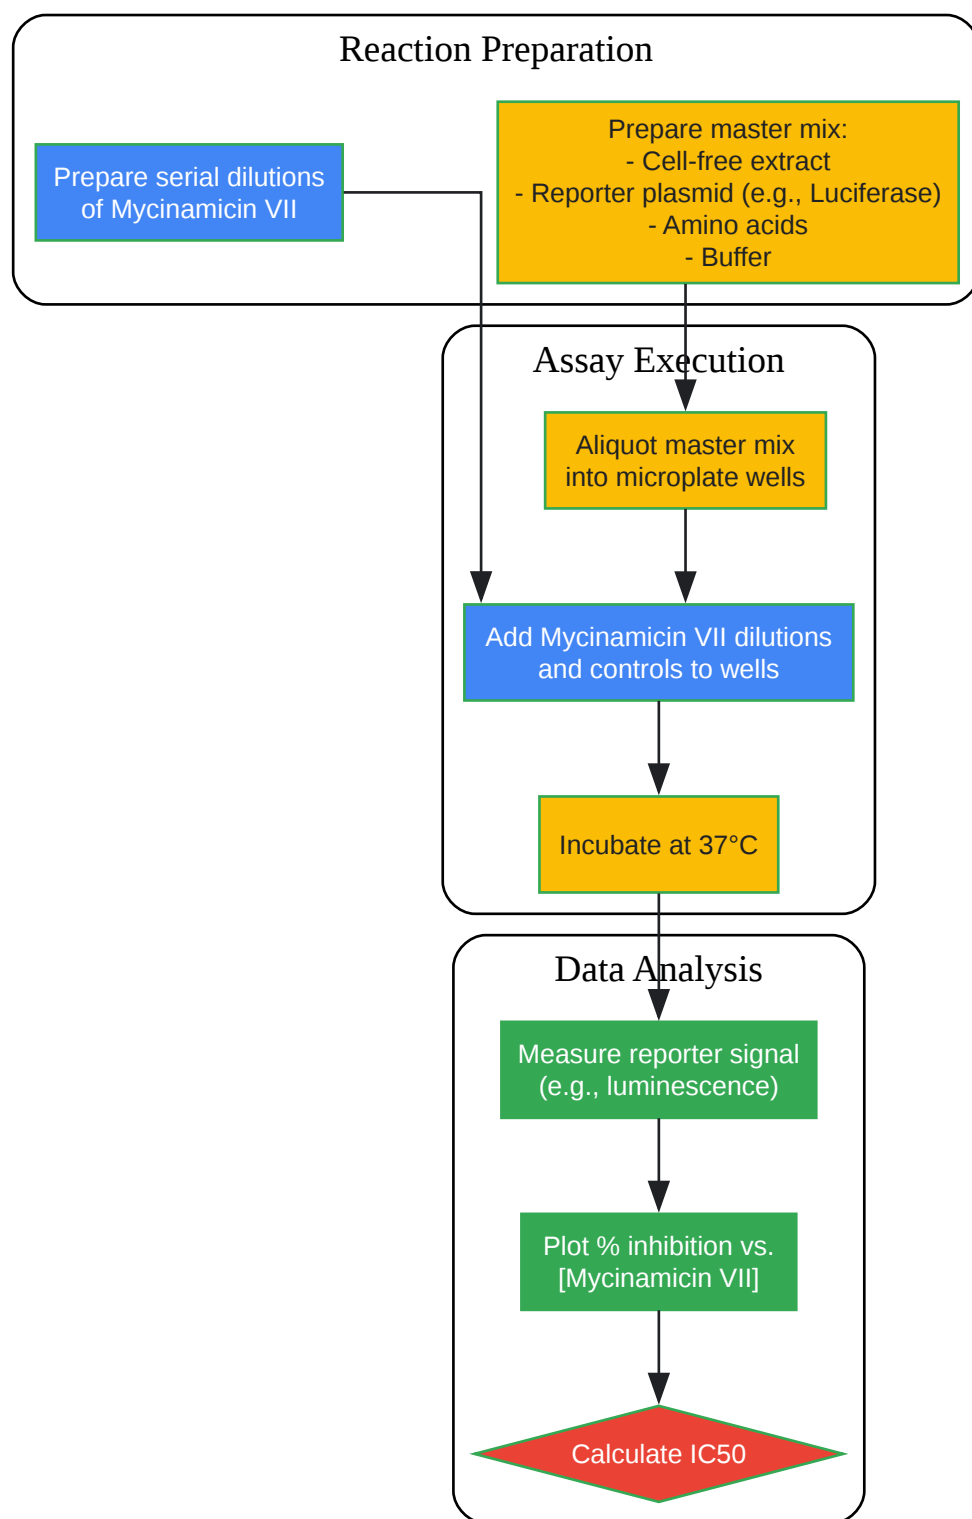 Reaction Preparation
Prepare serial dilutions
of Mycinamicin VII
Prepare master mix:
- Cell-free extract
- Reporter plasmid (e.g., Luciferase)
- Amino acids
- Buffer
Assay Execution
Aliquot master mix
into microplate wells
Add Mycinamicin VII dilutions
and controls to wells
Incubate at 37°C
Data Analysis
Measure reporter signal
(e.g., luminescence)
Plot % inhibition vs.
[Mycinamicin VII]
Calculate IC50